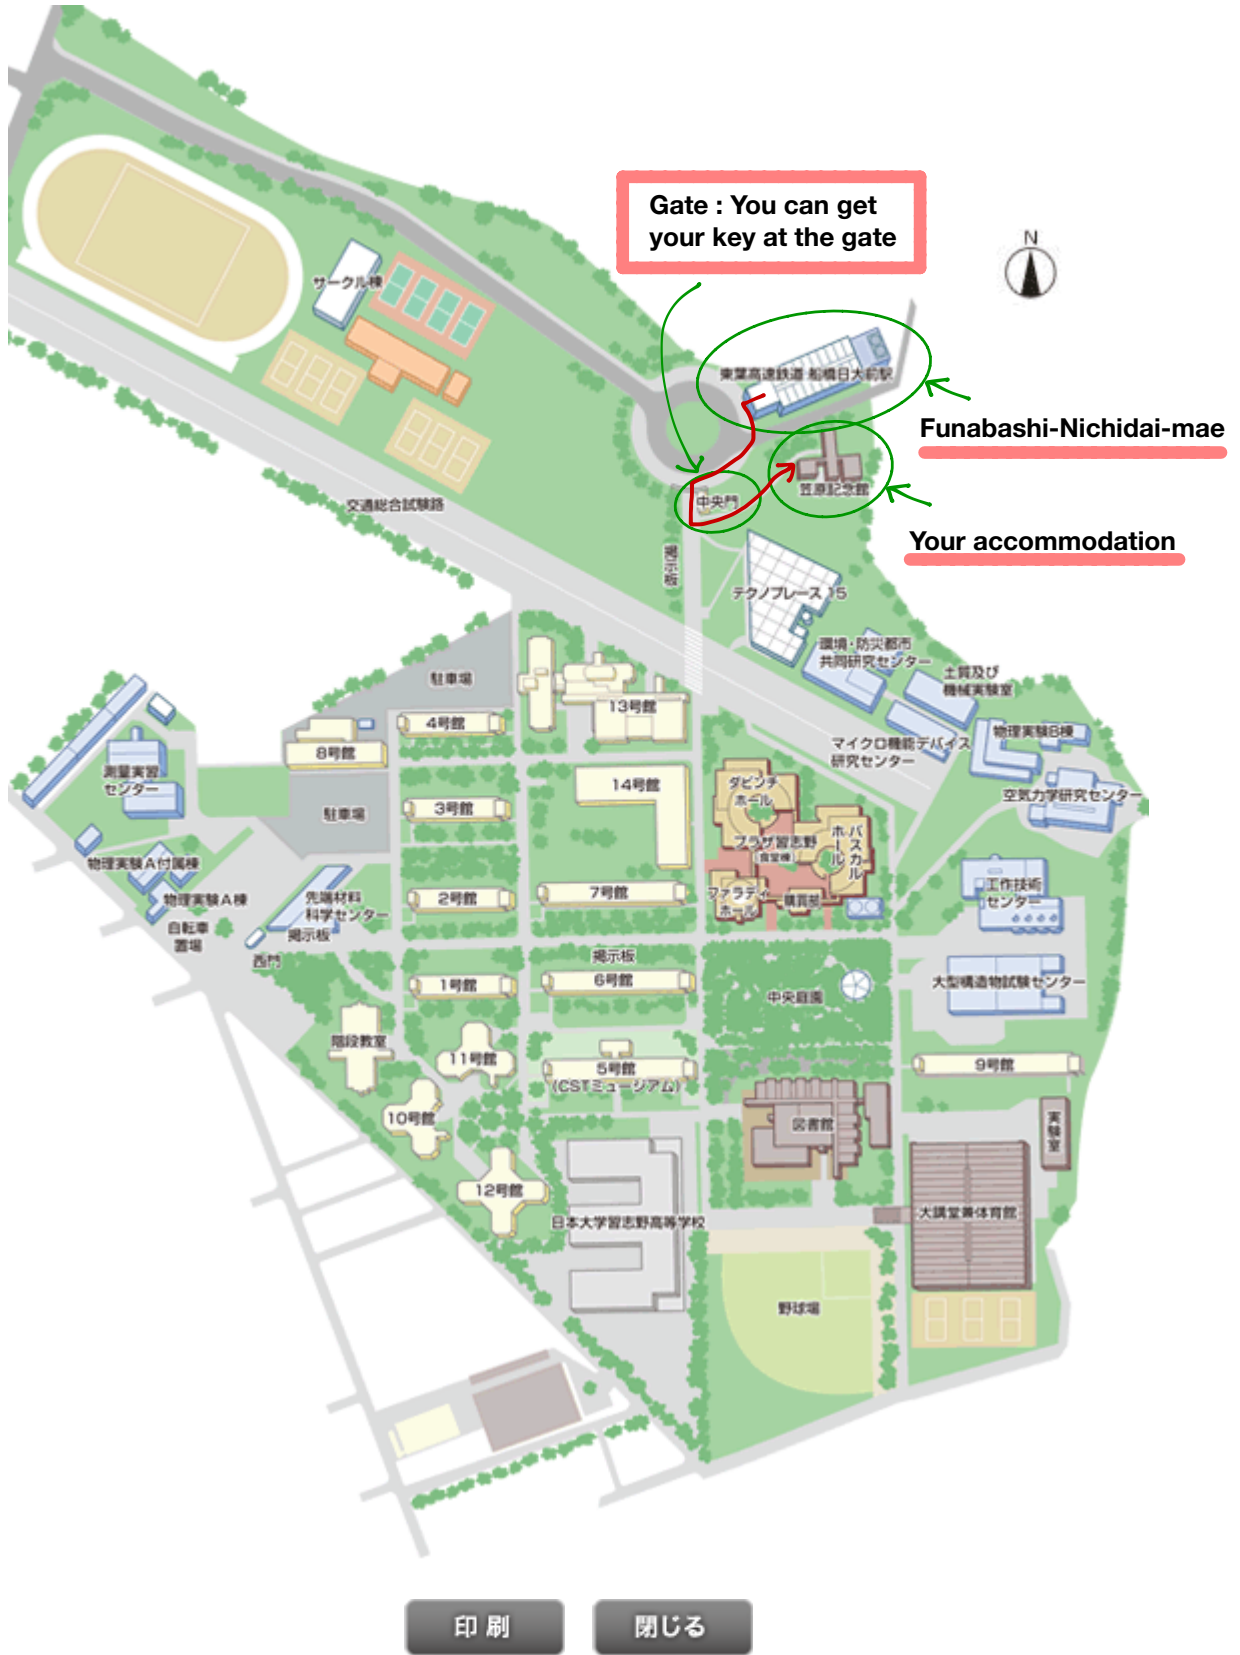 Gate : You can get
your key at the gate
N
サークル棟
東葉高速鉄道 船橋日大前駅
Funabashi-Nichidai-mae
笠原記念館
中央門
交通総合試験路
Your accommodation
掲示板
テクノプレース 15
環境・防災都市
共同研究センター
土質及び
機械実験室
駐車場
13号館
4号館
物理実験B棟
マイクロ機能デバイス
研究センター
8号館
測量実習
センター
14号館
ダビンチ
ホール
空気力学研究センター
3号館
駐車場
プラザ習志野
(食堂棟)
パスカル
ホール
物理実験A付属棟
物理実験A棟
先端材料
科学センター
2号館
7号館
ファラデイ
ホール
購買部
工作技術
センター
自転車
置場
掲示板
西門
掲示板
1号館
6号館
中央庭園
大型構造物試験センター
階段教室
11号館
5号館
(CSTミュージアム)
9号館
10号館
図書館
実験室
12号館
日本大学習志野高等学校
大講堂兼体育館
野球場
印 刷
閉じる